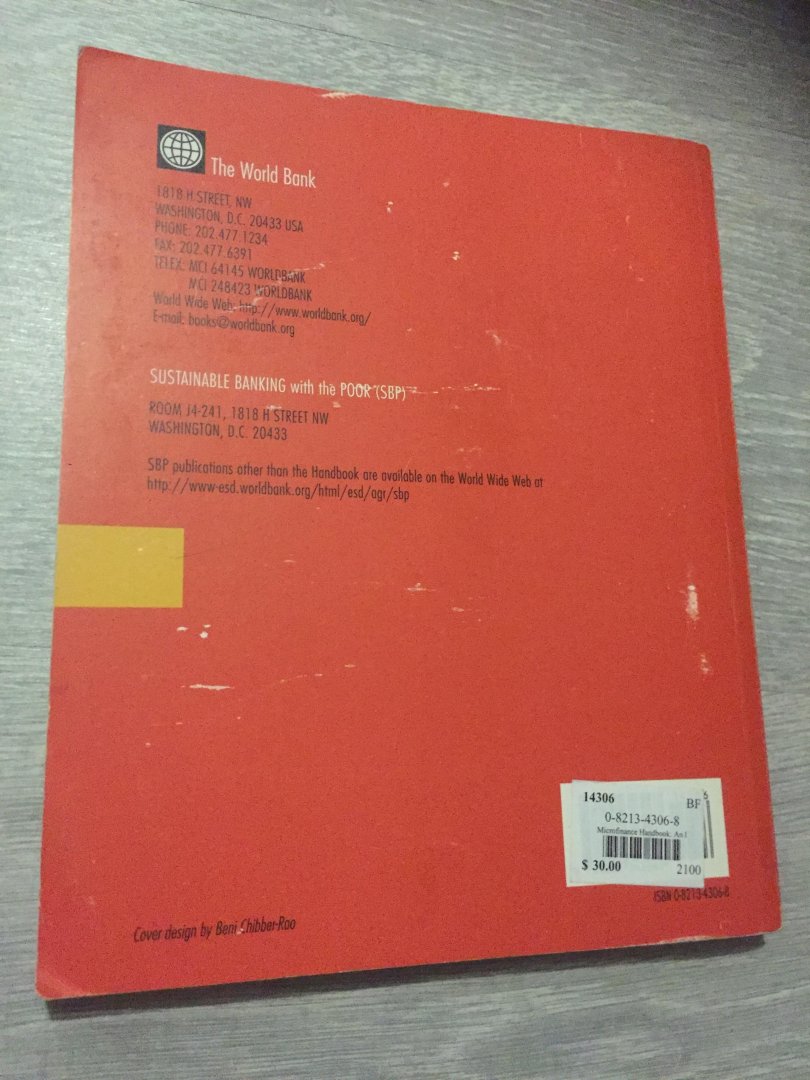 The World Bank
1818 H STREET, NW
WASHINGTON, D.C. 20433 USA
PHONE: 202.477.1234
FAX: 202.477.6391
TELEX: MCI 64145 WORLDBANK
MCI 248423 WORLDBANK
World Wide Web: http://www.worldbank.org/
E-mail: books@worldbank.org
SUSTAINABLE BANKING with the POOR (SBP)
ROOM J4-241, 1818 H STREET NW
WASHINGTON, D.C. 20433
SBP publications other than the Handbook are available on the World Wide Web at
http://www-esd.worldbank.org/html/esd/agr/sbp
14306 BF
0-8213-4306-8
Microfinance Handbook. An I
$ 30.00 2100
ISBN 0-8213-4306-8
Cover design by Beni Chibber-Rao